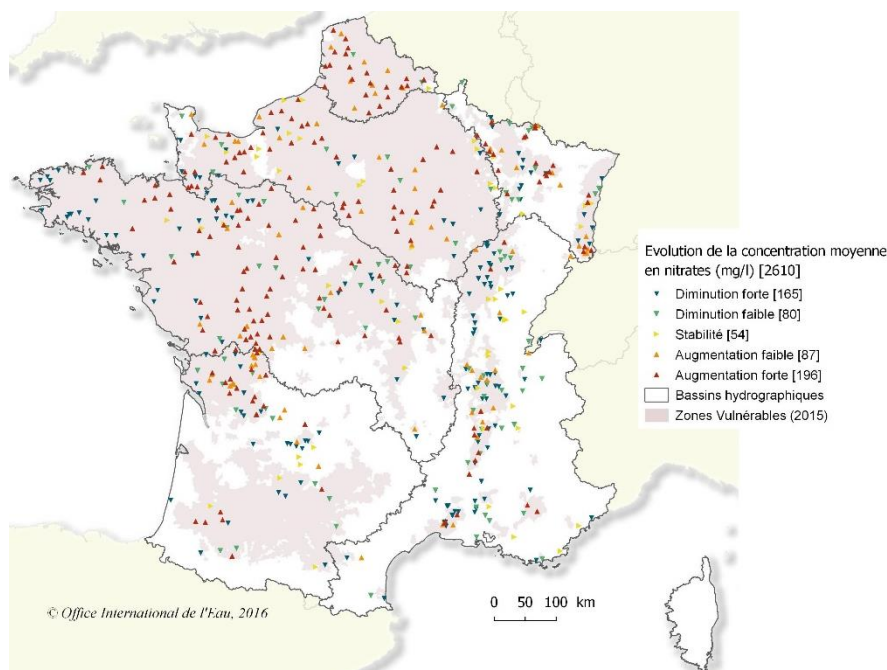 Evolution de la concentration moyenne
en nitrates (mg/l) [2610]
Diminution forte [165]
Diminution faible [80]
Stabilité [54]
Augmentation faible [87]
Augmentation forte [196]
Bassins hydrographiques
Zones Vulnérables (2015)
© Office International de l'Eau, 2016
0 50 100 km